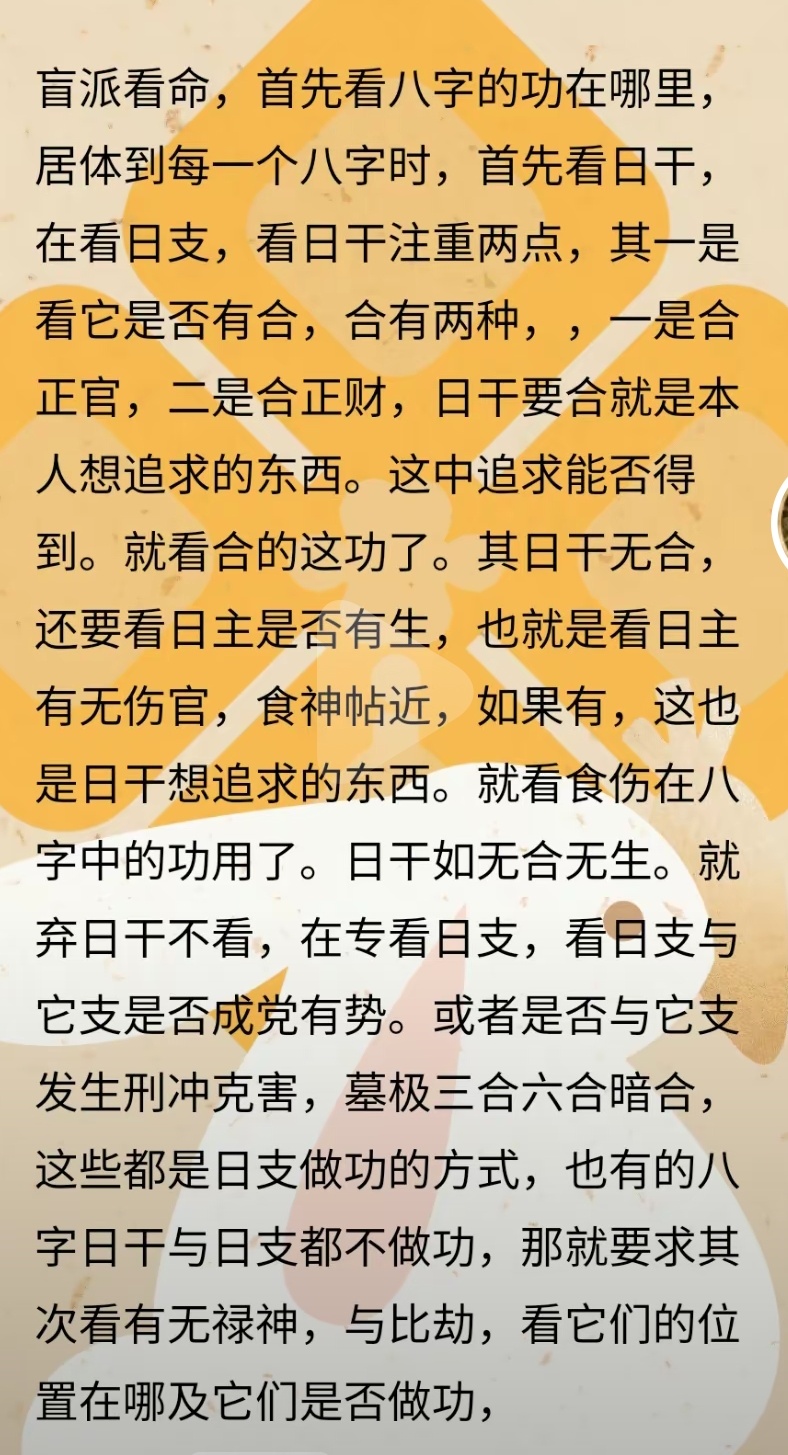 盲派看命，首先看八字的功在哪里，
居体到每一个八字时，首先看日干，
在看日支，看日干注重两点，其一是
看它是否有合，合有两种，，一是合
正官，二是合正财，日干要合就是本
人想追求的东西。这中追求能否得
到。就看合的这功了。其日干无合，
还要看日主是否有生，也就是看日主
有无伤官，食神帖近，如果有，这也
是日干想追求的东西。就看食伤在八
字中的功用了。日干如无合无生。就
弃日干不看，在专看日支，看日支与
它支是否成党有势。或者是否与它支
发生刑冲克害，墓极三合六合暗合，
这些都是日支做功的方式，也有的八
字日干与日支都不做功，那就要求其
次看有无禄神，与比劫，看它们的位
置在哪及它们是否做功，